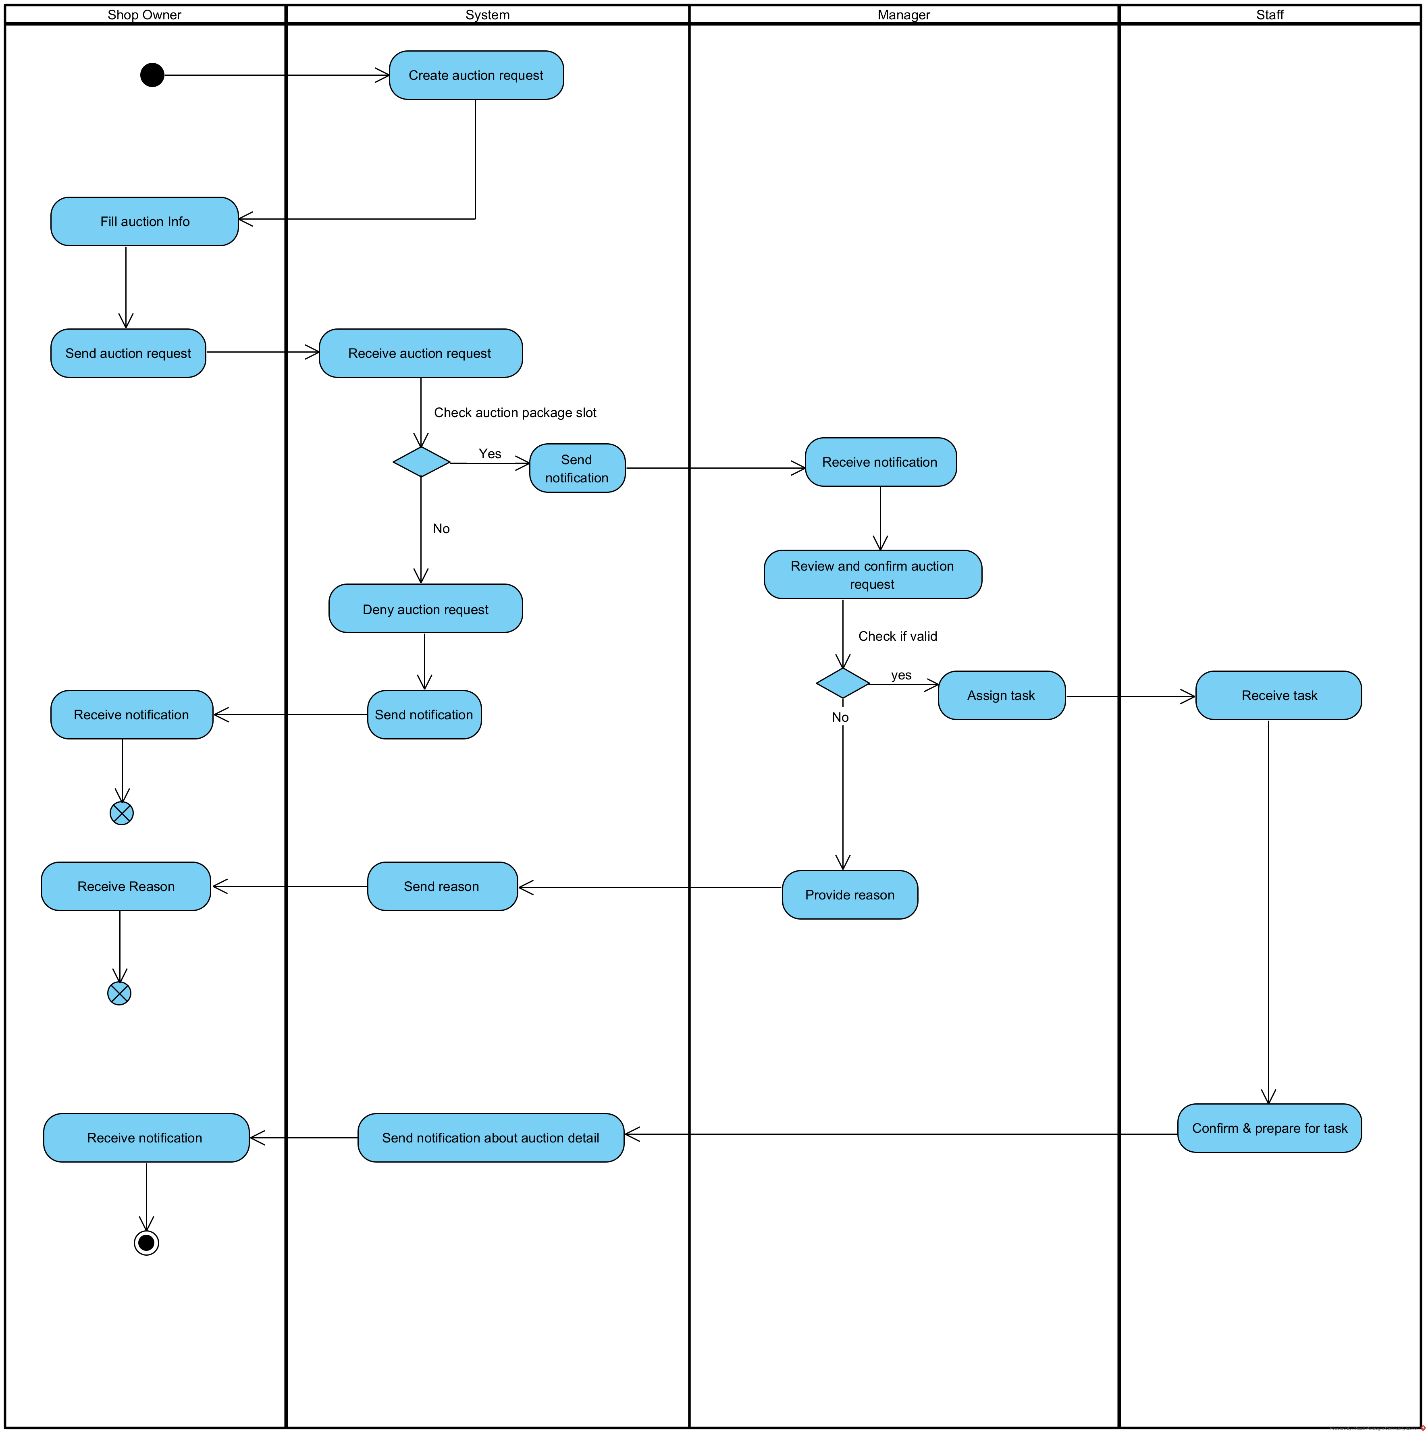 Shop Owner
System
Manager
Staff
Create auction request
Fill auction Info
Send auction request
Receive auction request
Check auction package slot
Yes
Send
notification
Receive notification
No
Review and confirm auction
request
Deny auction request
Check if valid
yes
Assign task
Receive task
Receive notification
Send notification
No
Receive Reason
Send reason
Provide reason
Receive notification
Send notification about auction detail
Confirm & prepare for task